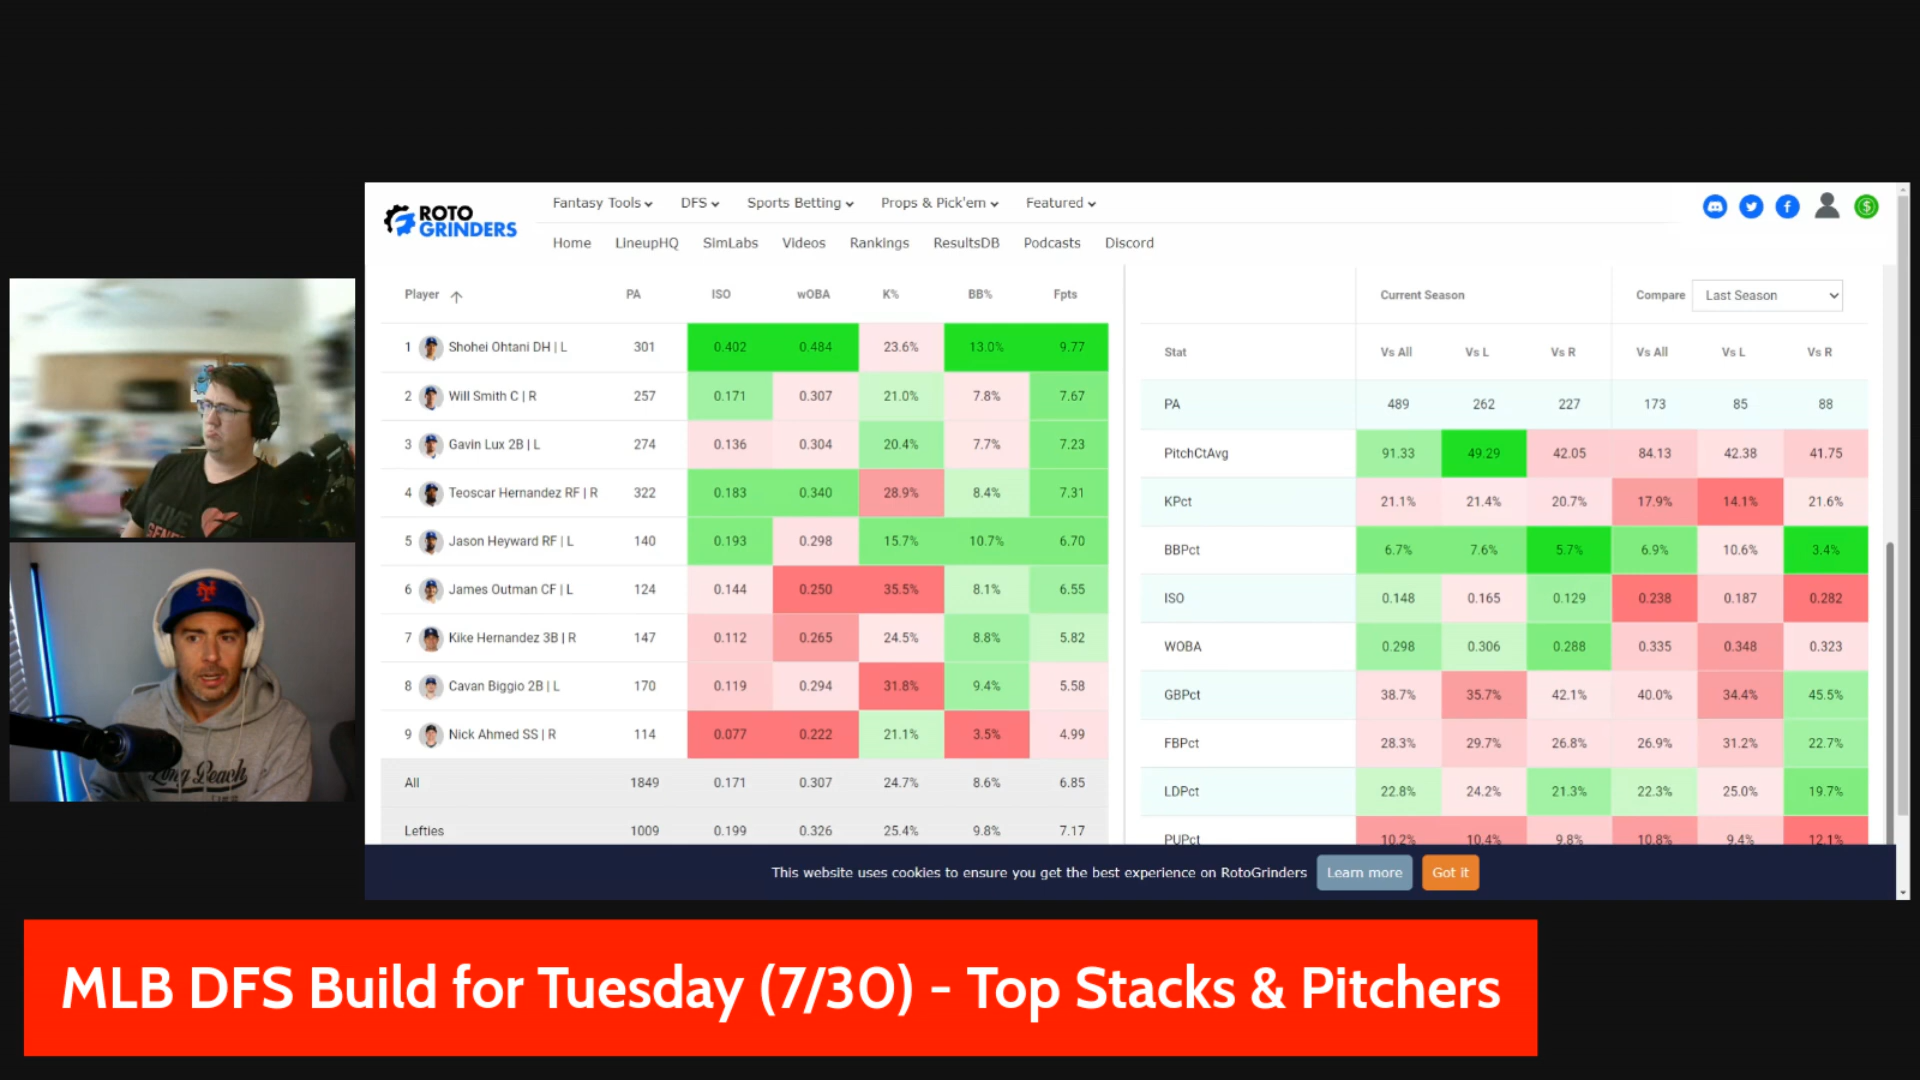 ROTO
GRINDERS
Fantasy Tools DFS Sports Betting Props & Pick'em Featured
Home LineupHQ SimLabs Videos Rankings ResultsDB Podcasts Discord
Player PA ISO wOBA K% BB% Fpts
1 Shohei Ohtani DH | L 301 0.402 0.484 23.6% 13.0% 9.77
2 Will Smith C | R 257 0.171 0.307 21.0% 7.8% 7.67
3 Gavin Lux 2B | L 274 0.136 0.304 20.4% 7.7% 7.23
4 Teoscar Hernandez RF | R 322 0.183 0.340 28.9% 8.4% 7.31
5 Jason Heyward RF | L 140 0.193 0.298 15.7% 10.7% 6.70
6 James Outman CF | L 124 0.144 0.250 35.5% 8.1% 6.55
7 Kike Hernandez 3B | R 147 0.112 0.265 24.5% 8.8% 5.82
8 Cavan Biggio 2B | L 170 0.119 0.294 31.8% 9.4% 5.58
9 Nick Ahmed SS | R 114 0.077 0.222 21.1% 3.5% 4.99
All 1849 0.171 0.307 24.7% 8.6% 6.85
Lefties 1009 0.199 0.326 25.4% 9.8% 7.17
Current Season Compare Last Season
Stat Vs All Vs L Vs R Vs All Vs L Vs R
PA 489 262 227 173 85 88
PitchCtAvg 91.33 49.29 42.05 84.13 42.38 41.75
KPct 21.1% 21.4% 20.7% 17.9% 14.1% 21.6%
BBPct 6.7% 7.6% 5.7% 6.9% 10.6% 3.4%
ISO 0.148 0.165 0.129 0.238 0.187 0.282
WOBA 0.298 0.306 0.288 0.335 0.348 0.323
GBPct 38.7% 35.7% 42.1% 40.0% 34.4% 45.5%
FBPct 28.3% 29.7% 26.8% 26.9% 31.2% 22.7%
LDPct 22.8% 24.2% 21.3% 22.3% 25.0% 19.7%
PUPct 10.2% 10.4% 9.8% 10.8% 9.4% 12.1%
This website uses cookies to ensure you get the best experience on RotoGrinders Learn more Got it
Long Beach
MLB DFS Build for Tuesday (7/30) - Top Stacks & Pitchers